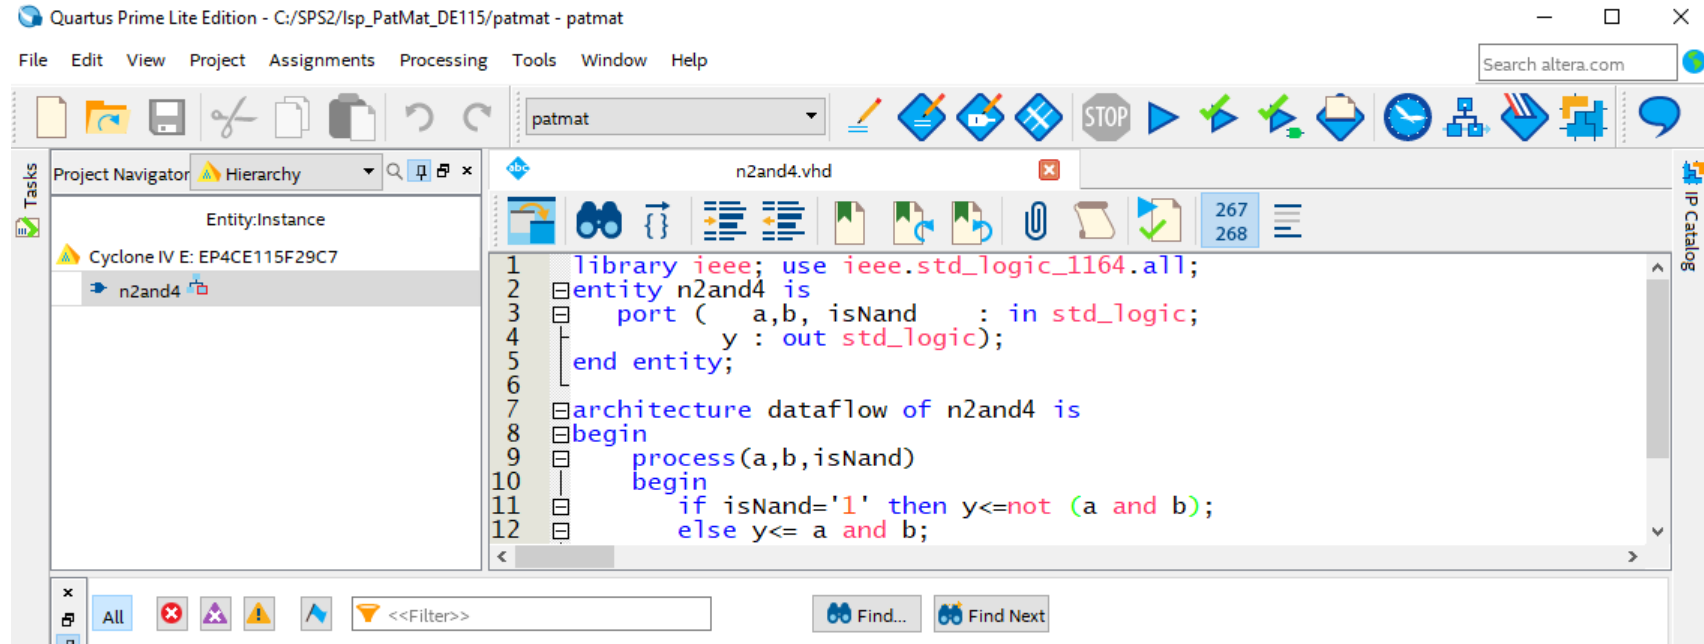 Quartus Prime Lite Edition - C:/SPS2/lsp_PatMat_DE115/patmat - patmat
File Edit View Project Assignments Processing Tools Window Help
Search altera.com
patmat
STOP
Tasks
Project Navigator Hierarchy
abc n2and4.vhd
IP Catalog
267
268
Entity:Instance
Cyclone IV E: EP4CE115F29C7
n2and4
1 library ieee; use ieee.std_logic_1164.all;
2 entity n2and4 is
3 port ( a,b, isNand : in std_logic;
4 y : out std_logic);
5 end entity;
6
7 architecture dataflow of n2and4 is
8 begin
9 process(a,b,isNand)
10 begin
11 if isNand='1' then y<=not (a and b);
12 else y<= a and b;
All <<Filter>> Find... Find Next